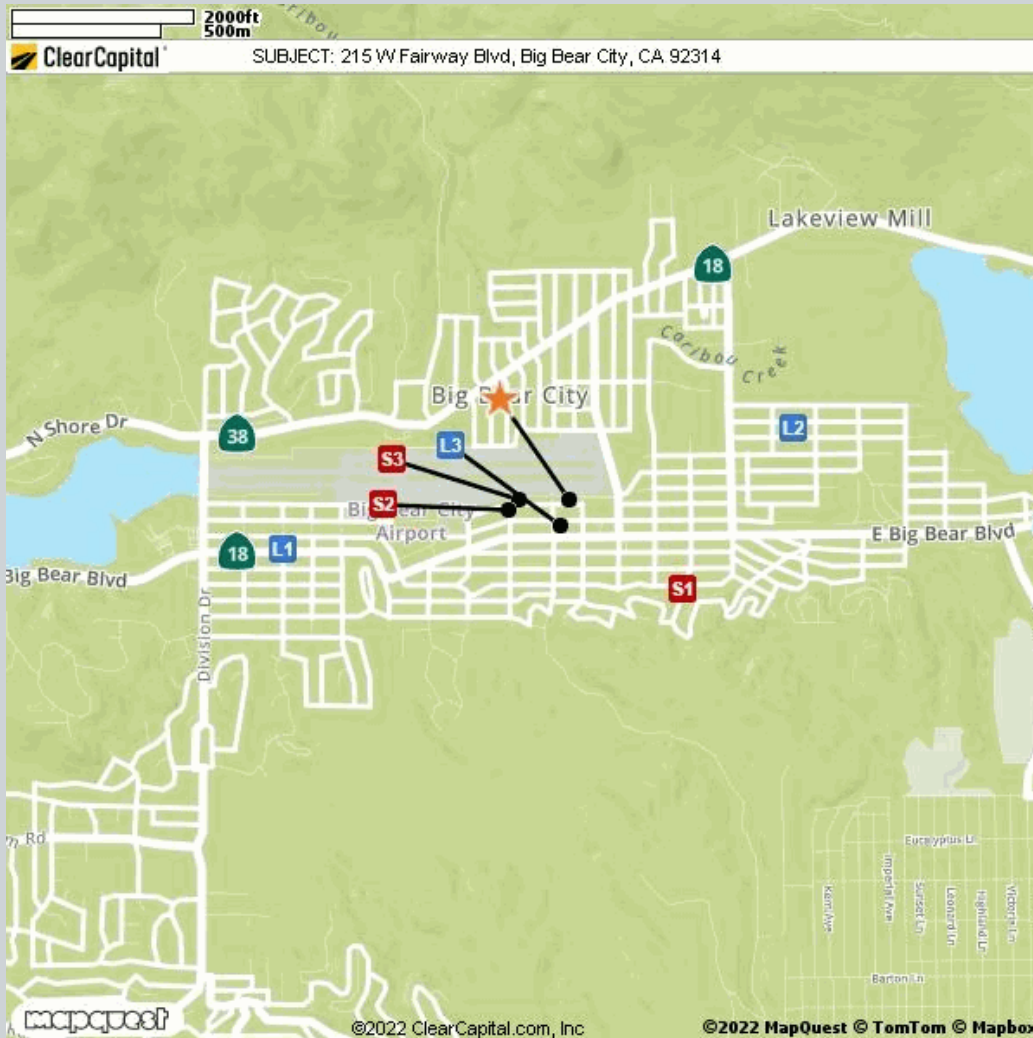 2000ft
500m
ClearCapital
SUBJECT: 215 W Fairway Blvd, Big Bear City, CA 92314
Lakeview Mill
18
Caribou Creek
Big Bear City
N Shore Dr
38
L3
L2
S3
S2
Big Bear City
Airport
E Big Bear Blvd
18
L1
Big Bear Blvd
S1
Division Dr
Rd
Eucalyptus Ln
Kern Ave
Imperial Ave
Sunset Ln
Leonard Ln
Highland Ln
Victoria Ln
Barton Ln
mapquest
©2022 ClearCapital.com, Inc
©2022 MapQuest © TomTom © Mapbox